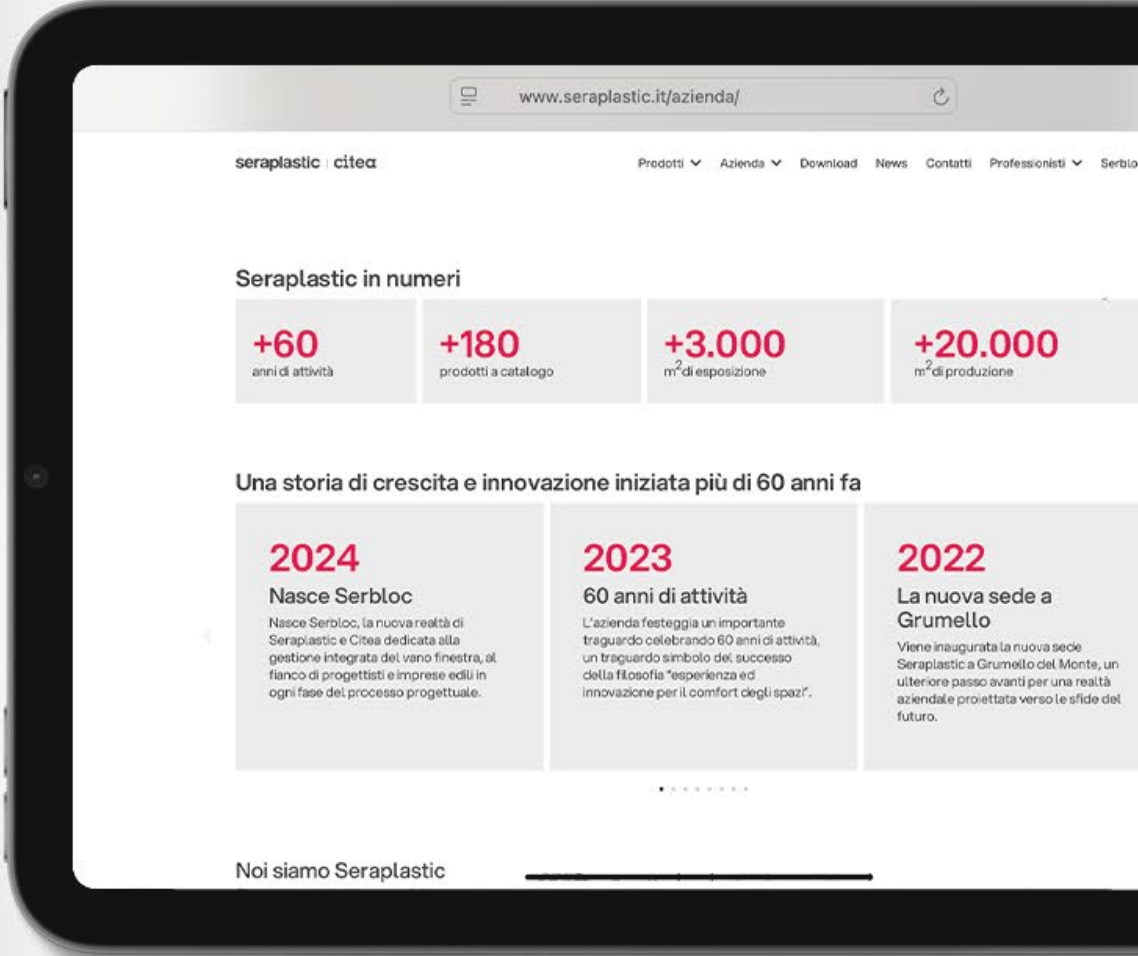 www.seraplastic.it/azienda/
seraplastic | citea
Prodotti Azienda Download News Contatti Professionisti Serblo
Seraplastic in numeri
+60 +180 +3.000 +20.000
anni di attività prodotti a catalogo m² di esposizione m² di produzione
Una storia di crescita e innovazione iniziata più di 60 anni fa
2024
Nasce Serbloc
Nasce Serbloc, la nuova realtà di
Seraplastic e Citea dedicata alla
gestione integrata del vano finestra, al
fianco di progettisti e imprese edili in
ogni fase del processo progettuale.
2023
60 anni di attività
L'azienda festeggia un importante
traguardo celebrando 60 anni di attività,
un traguardo simbolo del successo
della filosofia "esperienza ed
innovazione per il comfort degli spazi".
2022
La nuova sede a
Grumello
Viene inaugurata la nuova sede
Seraplastic a Grumello del Monte, un
ulteriore passo avanti per una realtà
aziendale proiettata verso le sfide del
futuro.
Noi siamo Seraplastic